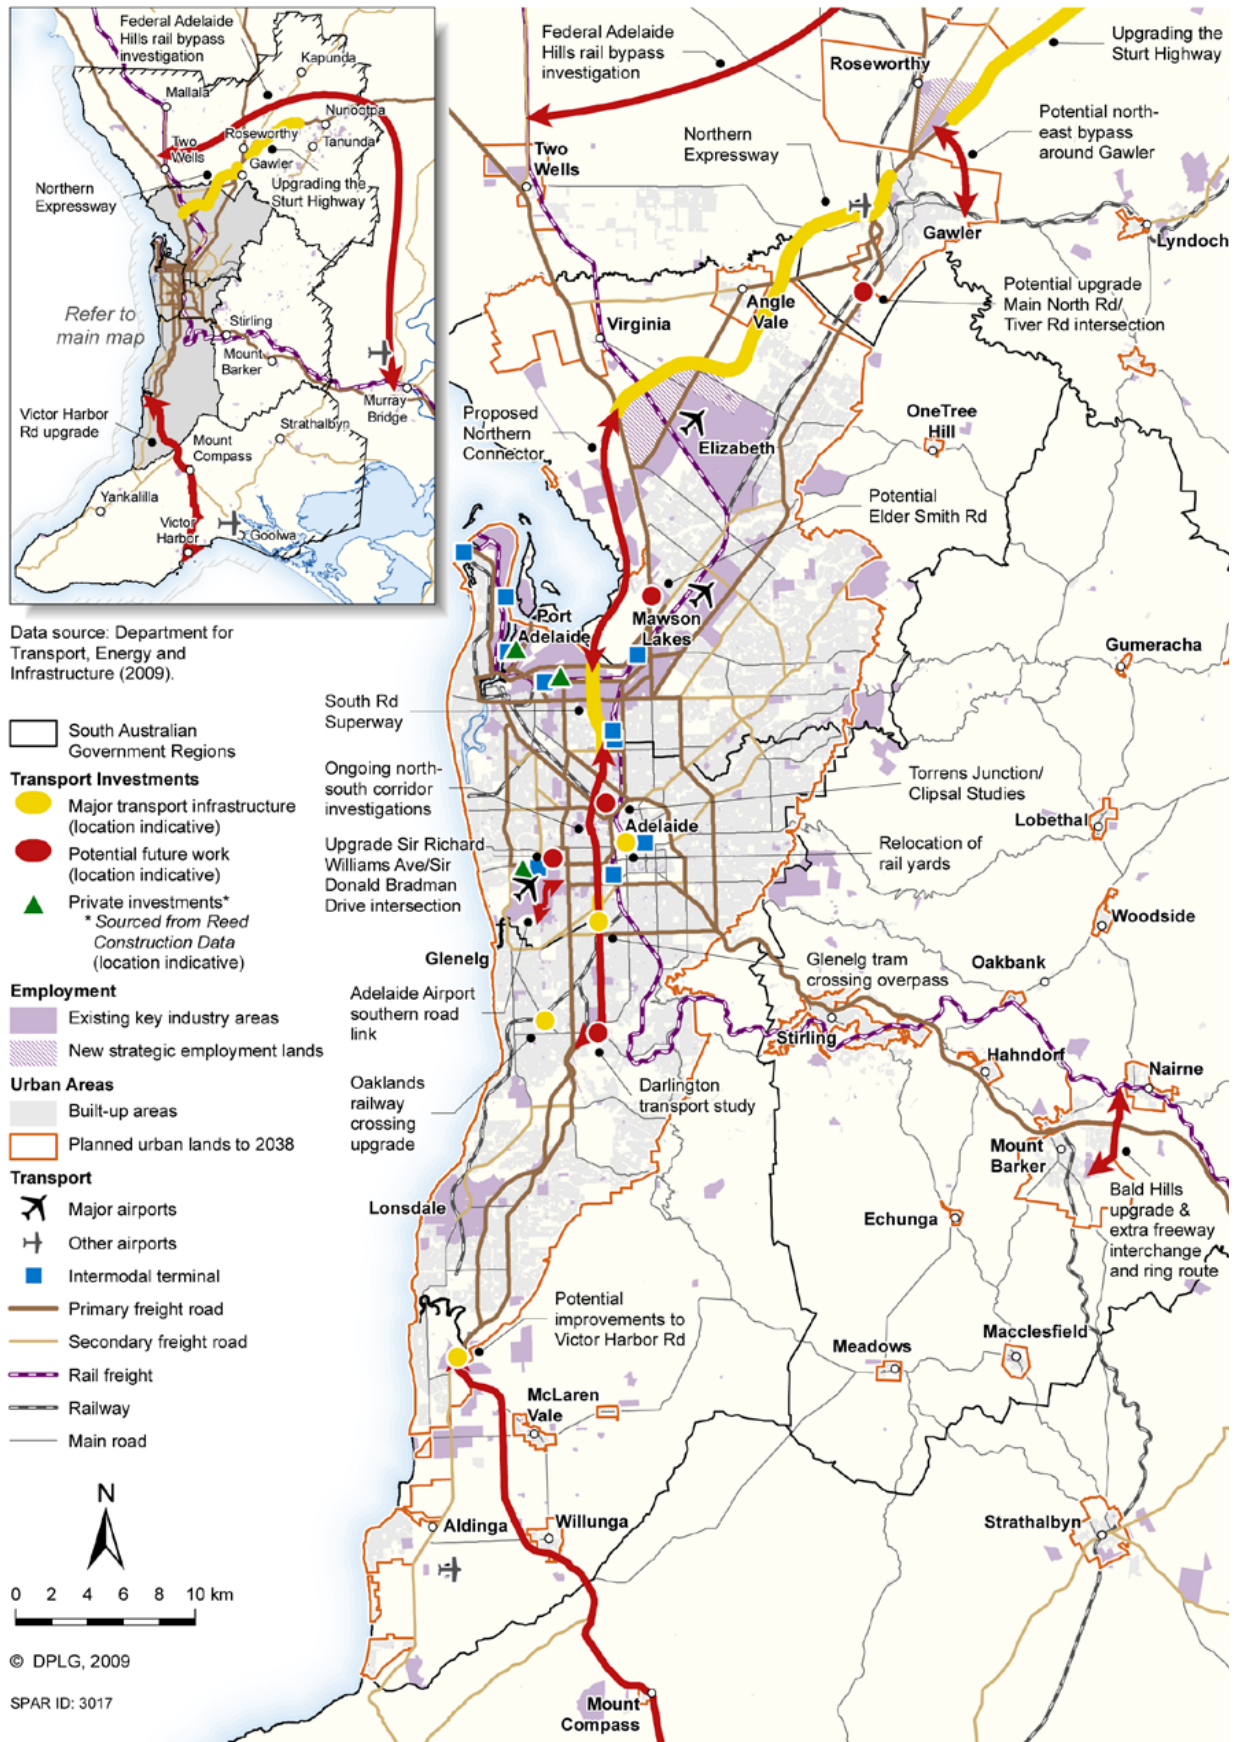 Federal Adelaide
Hills rail bypass
investigation
Kapunda
Mallala
Nuriootpa
Roseworthy
Two
Wells
Tanunda
Gawler
Northern
Expressway
Upgrading the
Sturt Highway
Refer to
main map
Stirling
Mount
Barker
Murray
Bridge
Victor Harbor
Rd upgrade
Strathalbyn
Mount
Compass
Yankalilla
Victor
Harbor
Goolwa
Data source: Department for
Transport, Energy and
Infrastructure (2009).
South Australian
Government Regions
Transport Investments
Major transport infrastructure
(location indicative)
Potential future work
(location indicative)
Private investments*
* Sourced from Reed
Construction Data
(location indicative)
Employment
Existing key industry areas
New strategic employment lands
Urban Areas
Built-up areas
Planned urban lands to 2038
Transport
Major airports
Other airports
Intermodal terminal
Primary freight road
Secondary freight road
Rail freight
Railway
Main road
N
0 2 4 6 8 10 km
© DPLG, 2009
SPAR ID: 3017
Federal Adelaide
Hills rail bypass
investigation
Roseworthy
Upgrading the
Sturt Highway
Potential north-
east bypass
around Gawler
Northern
Expressway
Two
Wells
Gawler
Lyndoch
Angle
Vale
Potential upgrade
Main North Rd/
Tiver Rd intersection
Virginia
Proposed
Northern
Connector
OneTree
Hill
Elizabeth
Potential
Elder Smith Rd
Port
Adelaide
Mawson
Lakes
Gumeracha
South Rd
Superway
Ongoing north-
south corridor
investigations
Torrens Junction/
Clipsal Studies
Lobethal
Adelaide
Upgrade Sir Richard
Williams Ave/Sir
Donald Bradman
Drive intersection
Relocation of
rail yards
Woodside
Glenelg
Glenelg tram
crossing overpass
Oakbank
Adelaide Airport
southern road
link
Stirling
Hahndorf
Nairne
Oaklands
railway
crossing
upgrade
Darlington
transport study
Mount
Barker
Bald Hills
upgrade &
extra freeway
interchange
and ring route
Lonsdale
Echunga
Potential
improvements to
Victor Harbor Rd
Meadows
Macclesfield
McLaren
Vale
Aldinga
Willunga
Strathalbyn
Mount
Compass